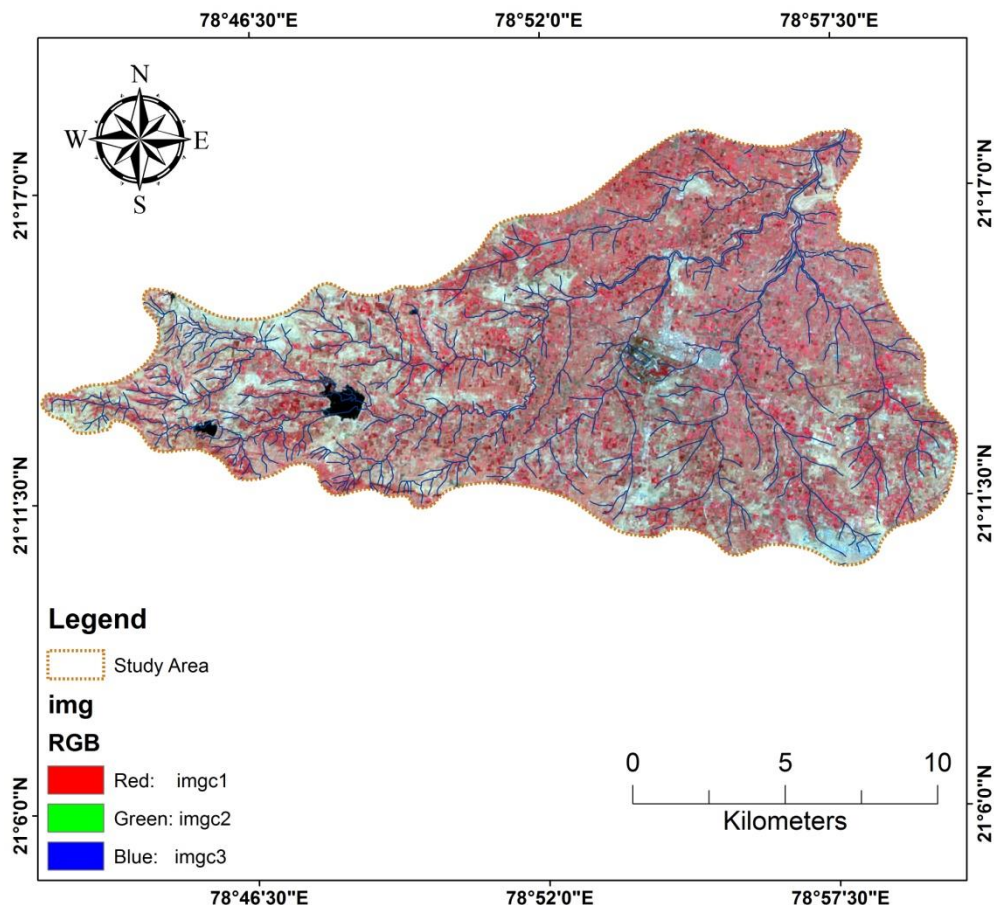 78°46'30"E 78°52'0"E 78°57'30"E
N
W E
S
21°17'0"N 21°17'0"N
21°11'30"N 21°11'30"N
Legend
Study Area
img
RGB
Red: imgc1
Green: imgc2
Blue: imgc3
0 5 10
Kilometers
21°6'0"N 21°6'0"N
78°46'30"E 78°52'0"E 78°57'30"E